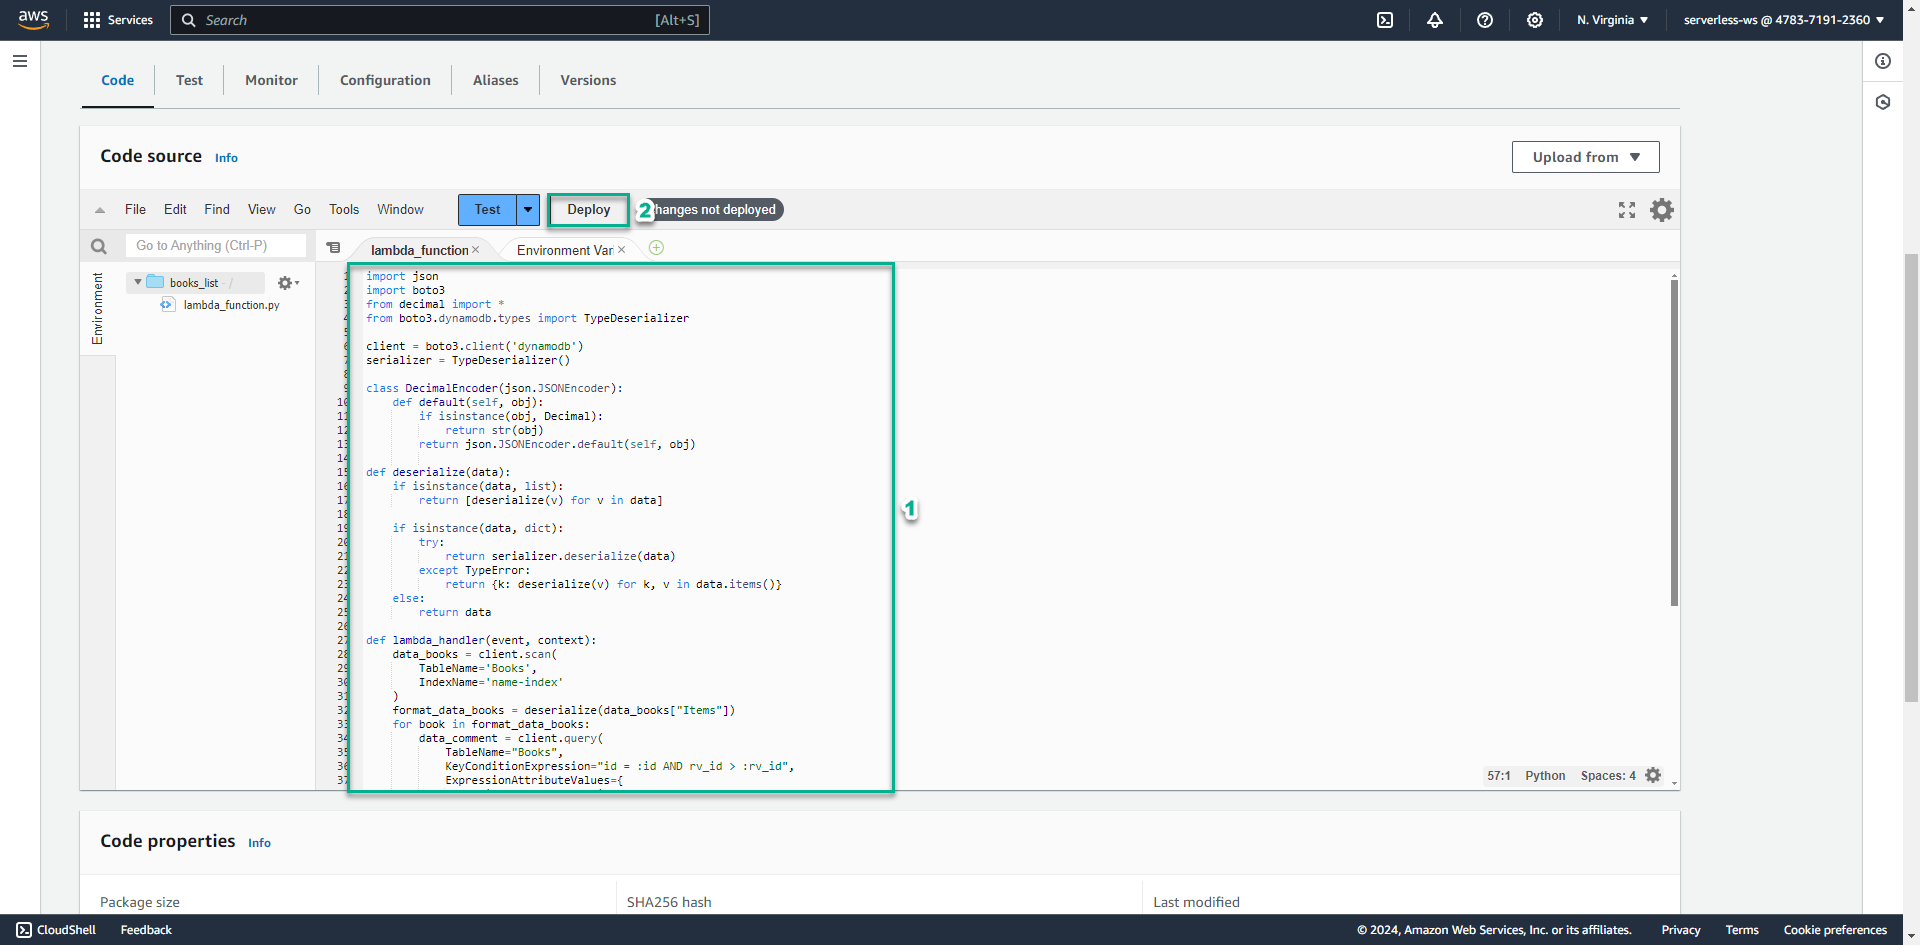 aws Services Search [Alt+S] N. Virginia ▼ serverless-ws @ 4783-7191-2360 ▼
Code Test Monitor Configuration Aliases Versions
Code source Info
Upload from ▼
File Edit Find View Go Tools Window Test Deploy 2 hanges not deployed
Go to Anything (Ctrl-P)
lambda_function × Environment Var ×
Environment
books_list - /
lambda_function.py
import json
import boto3
from decimal import *
from boto3.dynamodb.types import TypeDeserializer
client = boto3.client('dynamodb')
serializer = TypeDeserializer()
class DecimalEncoder(json.JSONEncoder):
def default(self, obj):
if isinstance(obj, Decimal):
return str(obj)
return json.JSONEncoder.default(self, obj)
def deserialize(data):
if isinstance(data, list):
return [deserialize(v) for v in data]
if isinstance(data, dict):
try:
return serializer.deserialize(data)
except TypeError:
return {k: deserialize(v) for k, v in data.items()}
else:
return data
def lambda_handler(event, context):
data_books = client.scan(
TableName='Books',
IndexName='name-index'
)
format_data_books = deserialize(data_books["Items"])
for book in format_data_books:
data_comment = client.query(
TableName="Books",
KeyConditionExpression="id = :id AND rv_id > :rv_id",
ExpressionAttributeValues={
1
57:1 Python Spaces: 4
Code properties Info
Package size SHA256 hash Last modified
CloudShell Feedback © 2024, Amazon Web Services, Inc. or its affiliates. Privacy Terms Cookie preferences